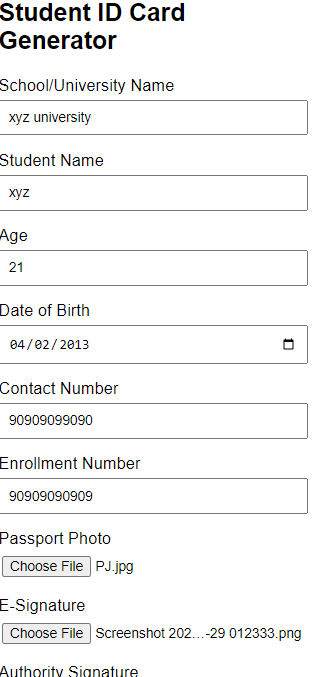 Student ID Card
Generator
School/University Name
xyz university
Student Name
xyz
Age
21
Date of Birth
04/02/2013
Contact Number
90909099090
Enrollment Number
90909090909
Passport Photo
Choose File PJ.jpg
E-Signature
Choose File Screenshot 202...-29 012333.png
Authority Signature